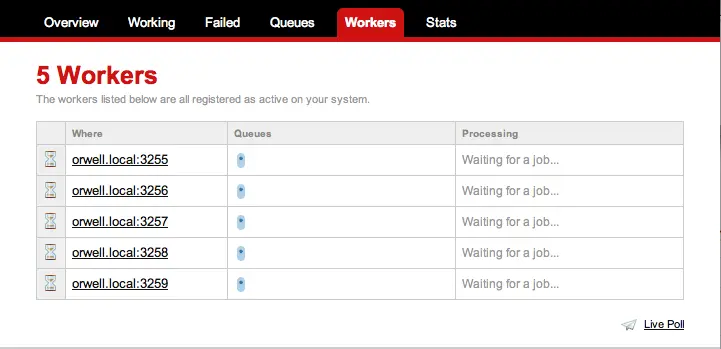 Overview Working Failed Queues Workers Stats
5 Workers
The workers listed below are all registered as active on your system.
Where Queues Processing
orwell.local:3255 * Waiting for a job...
orwell.local:3256 * Waiting for a job...
orwell.local:3257 * Waiting for a job...
orwell.local:3258 * Waiting for a job...
orwell.local:3259 * Waiting for a job...
Live Poll